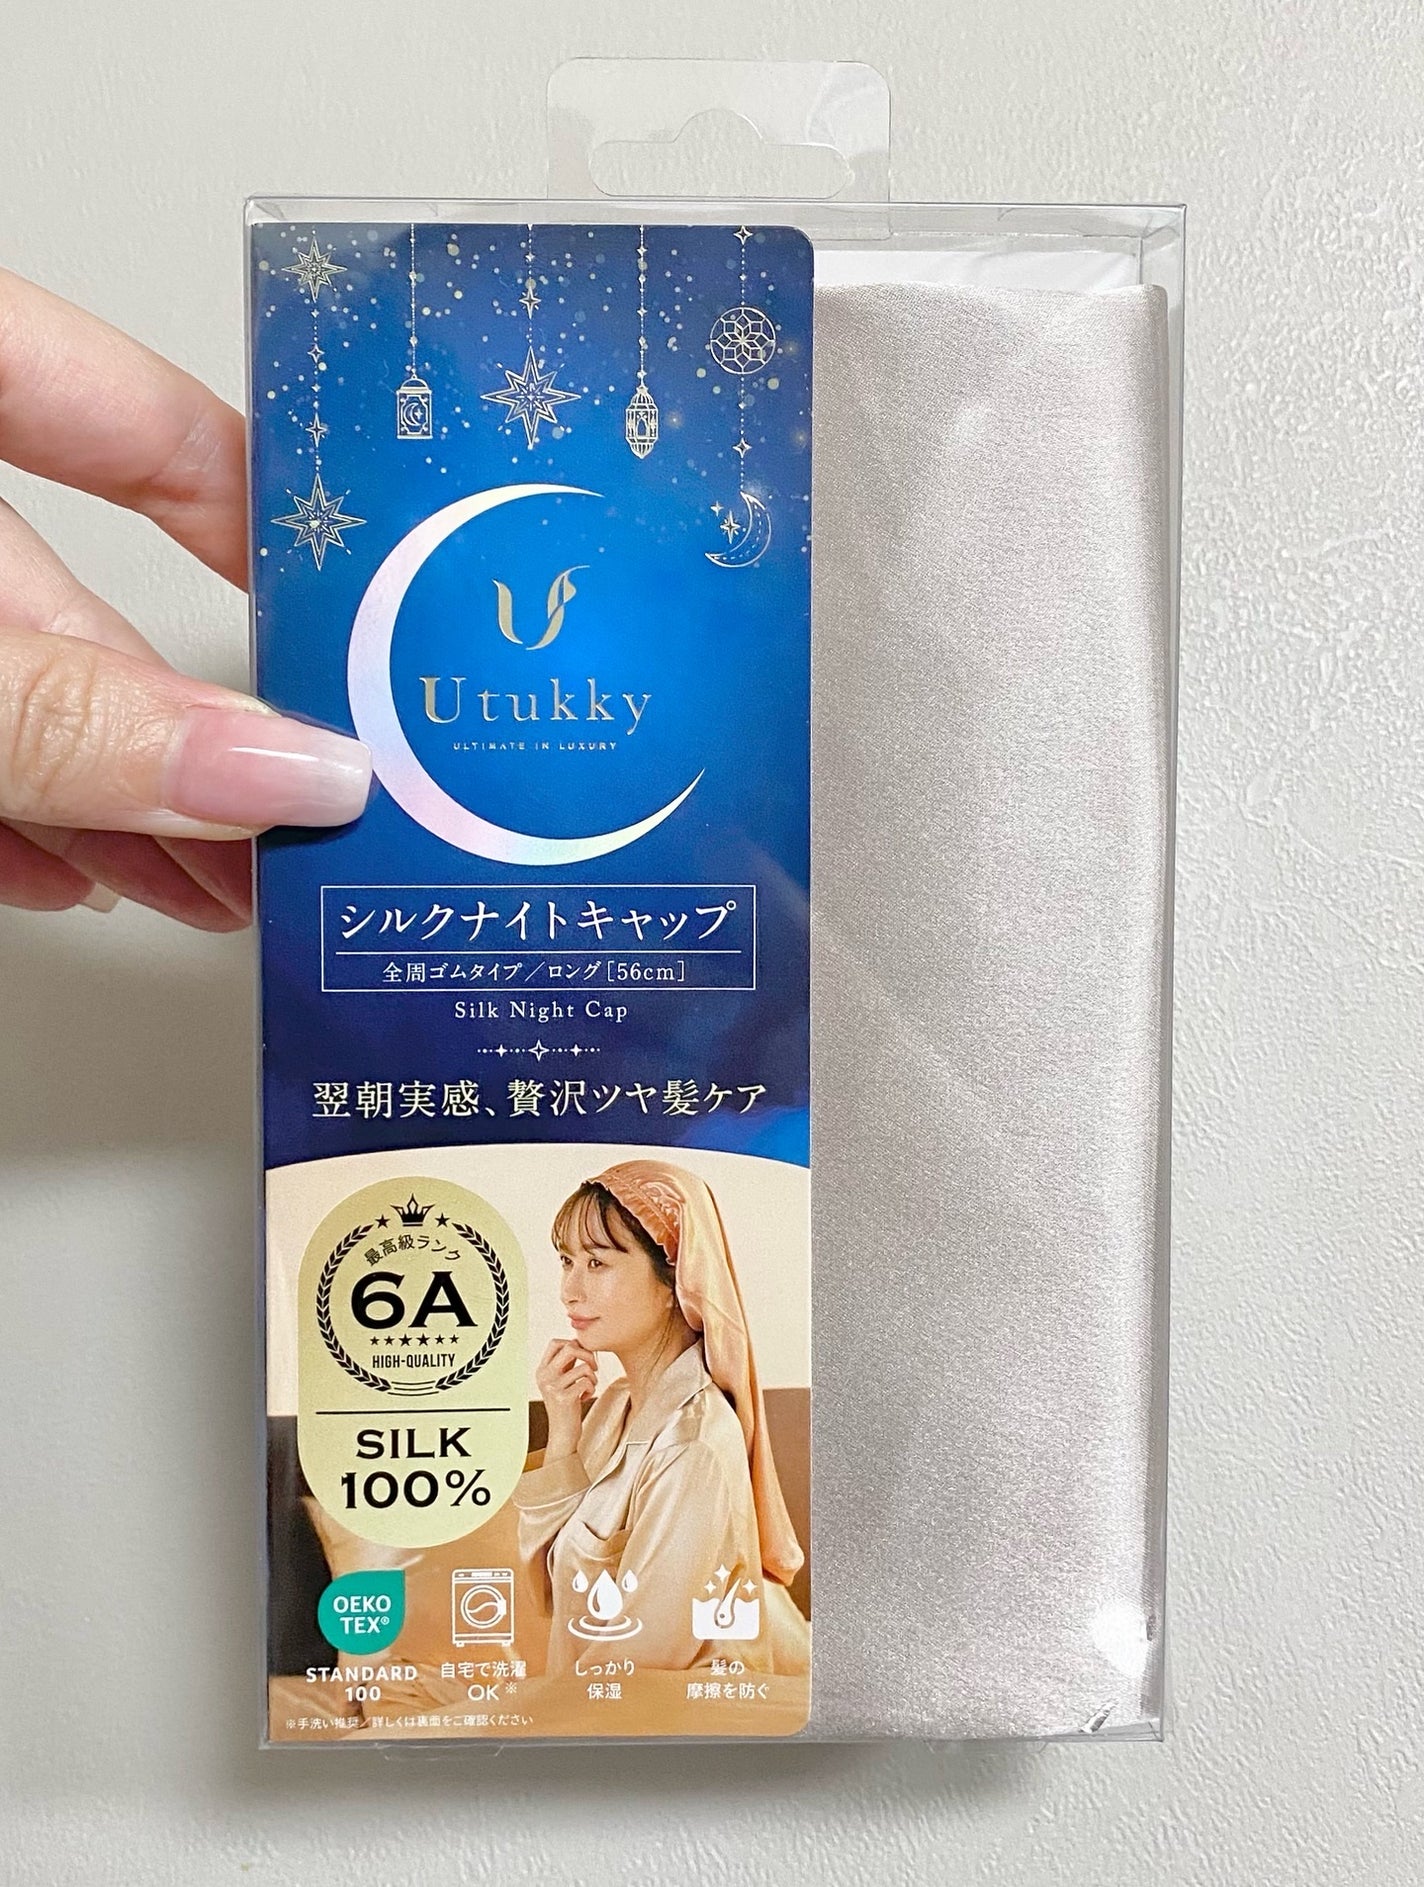 Utukky
ULTIMATE IN LUXURY
シルクナイトキャップ
全周ゴムタイプ／ロング[56cm]
Silk Night Cap
翌朝実感、贅沢ツヤ髪ケア
最高級ランク
6A
HIGH-QUALITY
SILK
100%
OEKO
TEX®
STANDARD
100
自宅で洗濯
OK※
しっかり
保湿
髪の
摩擦を防ぐ
※手洗い推奨／詳しくは裏面をご確認ください